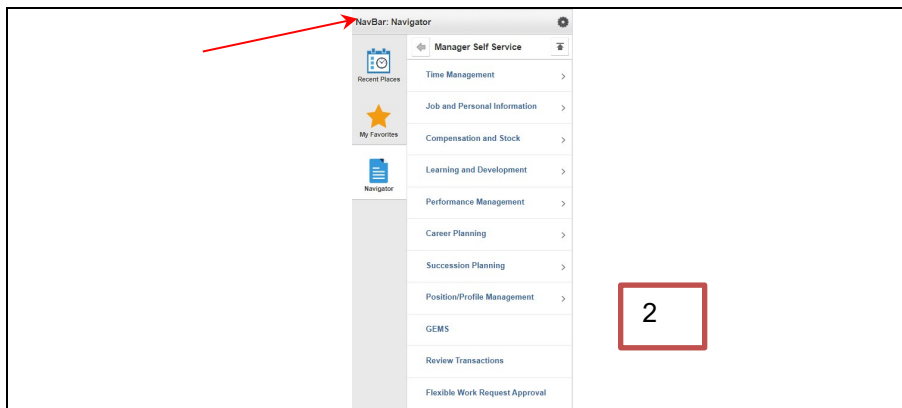 NavBar: Navigator
Manager Self Service
Recent Places
Time Management
Job and Personal Information
My Favorites
Compensation and Stock
Learning and Development
Navigator
Performance Management
Career Planning
Succession Planning
Position/Profile Management
2
GEMS
Review Transactions
Flexible Work Request Approval